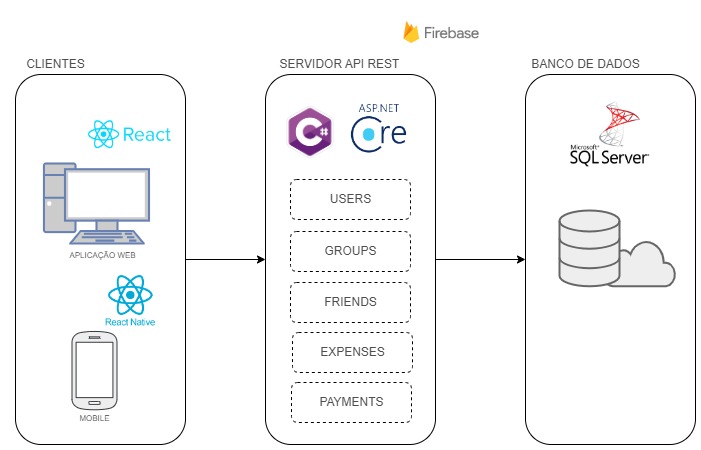 Firebase
CLIENTES
SERVIDOR API REST
BANCO DE DADOS
React
APLICAÇÃO WEB
React Native
MOBILE
C#
ASP.NET
Core
USERS
GROUPS
FRIENDS
EXPENSES
PAYMENTS
Microsoft®
SQL Server®